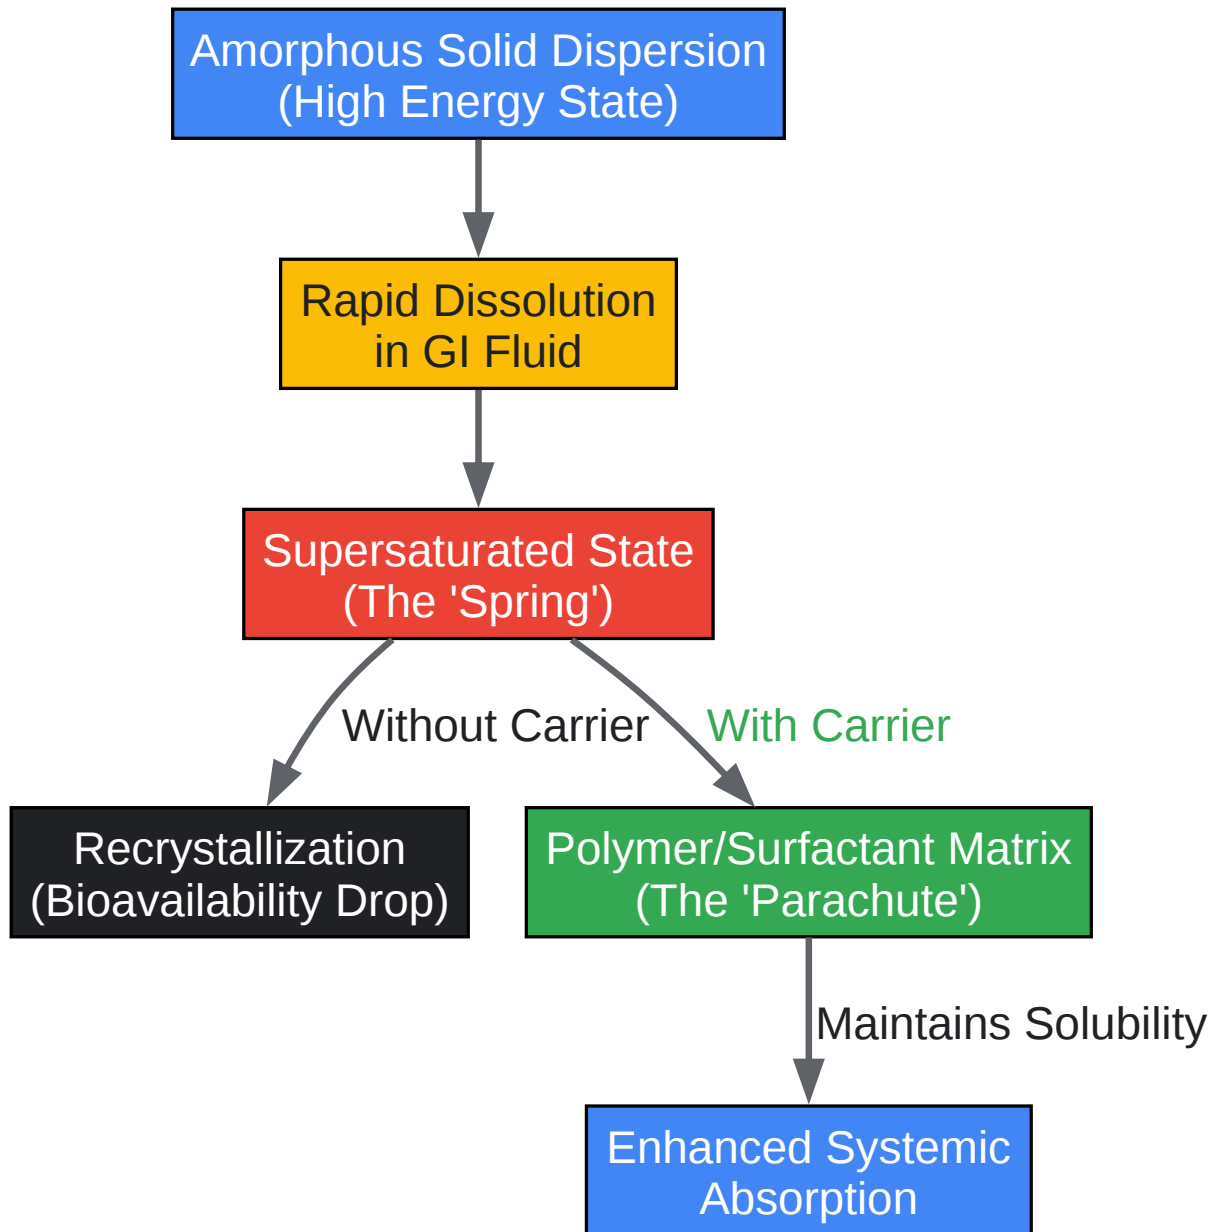 Amorphous Solid Dispersion
(High Energy State)
Rapid Dissolution
in GI Fluid
Supersaturated State
(The 'Spring')
Without Carrier
With Carrier
Recrystallization
(Bioavailability Drop)
Polymer/Surfactant Matrix
(The 'Parachute')
Maintains Solubility
Enhanced Systemic
Absorption